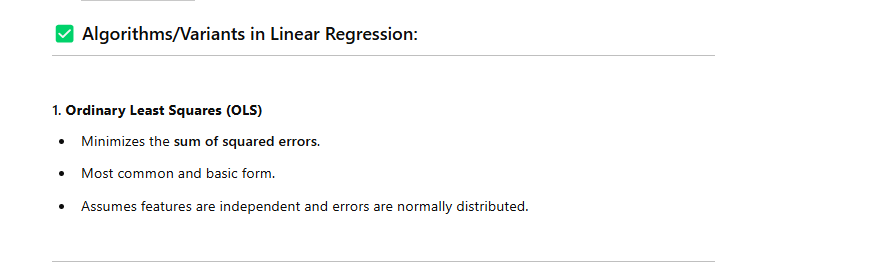 ✅ Algorithms/Variants in Linear Regression:
1. Ordinary Least Squares (OLS)
• Minimizes the sum of squared errors.
• Most common and basic form.
• Assumes features are independent and errors are normally distributed.